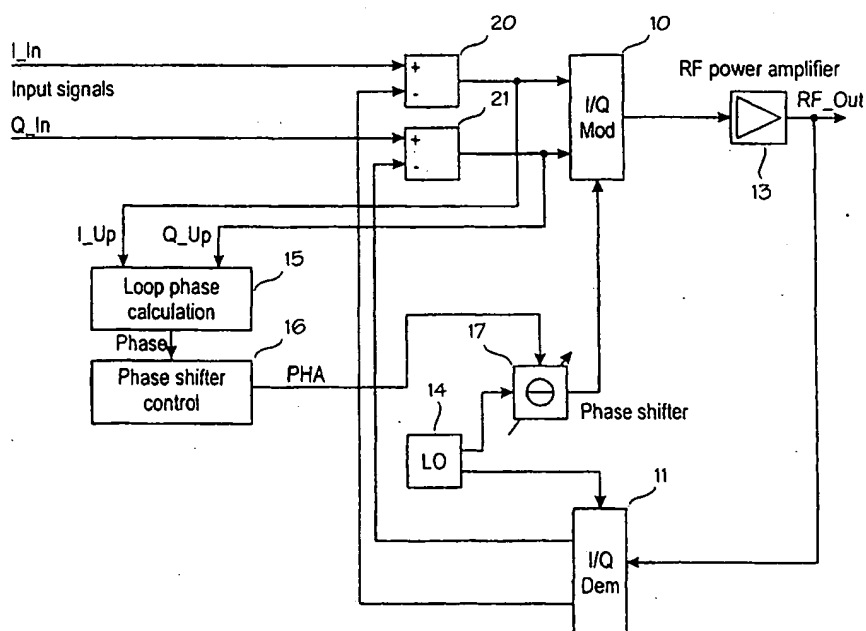 20
10
I_In
+
-
Input signals
21
I/Q
Mod
RF power amplifier
RF_Out
Q_In
+
-
13
I_Up
Q_Up
15
Loop phase
calculation
Phase
16
17
Phase shifter
control
PHA
14
Phase shifter
LO
11
I/Q
Dem